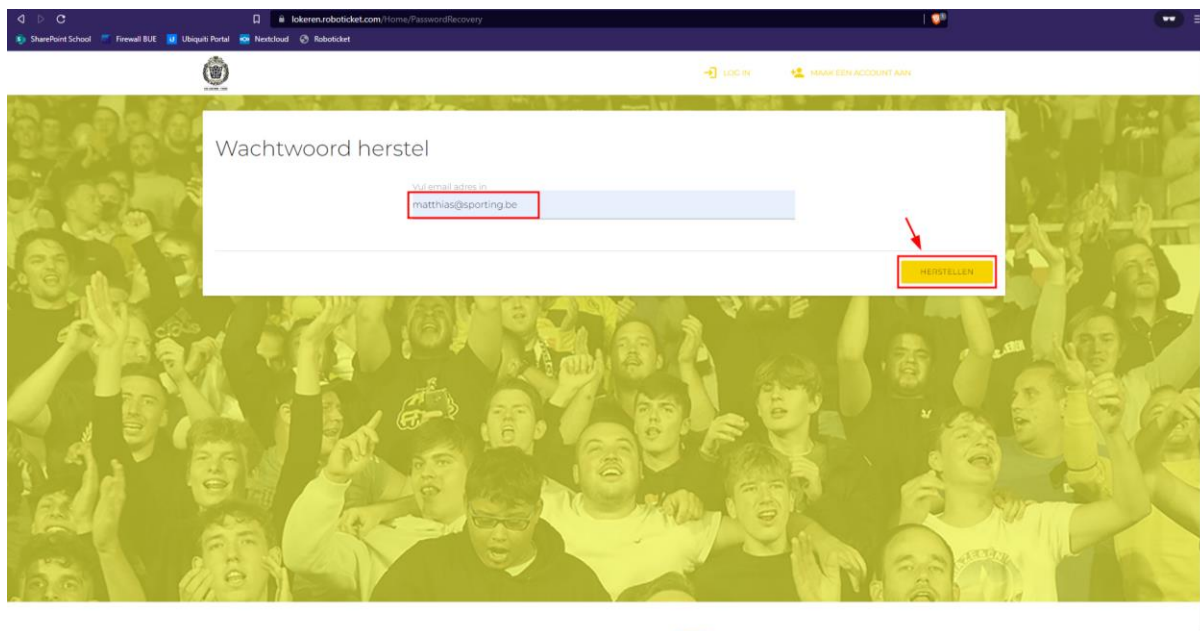 lokeren.roboticket.com/Home/PasswordRecovery
SharePoint School Firewall BUE Ubiquiti Portal Nextcloud Roboticket
LOG IN MAAK EEN ACCOUNT AAN
Wachtwoord herstel
Vul email adres in
matthias@sporting.be
HERSTELLEN